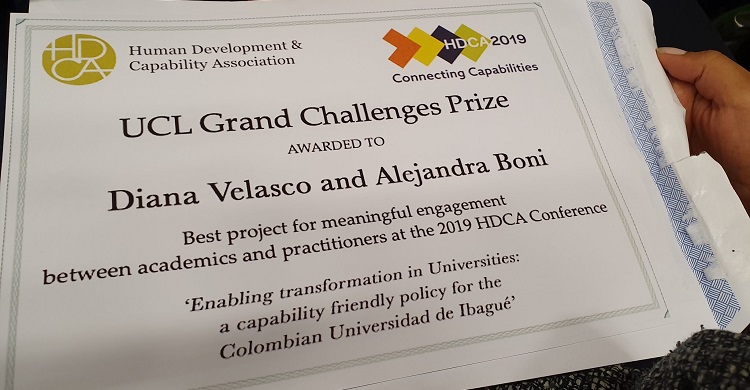 HDCA
Human Development &
Capability Association
HDCA2019
Connecting Capabilities
UCL Grand Challenges Prize
AWARDED TO
Diana Velasco and Alejandra Boni
Best project for meaningful engagement
between academics and practitioners at the 2019 HDCA Conference
‘Enabling transformation in Universities:
a capability friendly policy for the
Colombian Universidad de Ibagué’